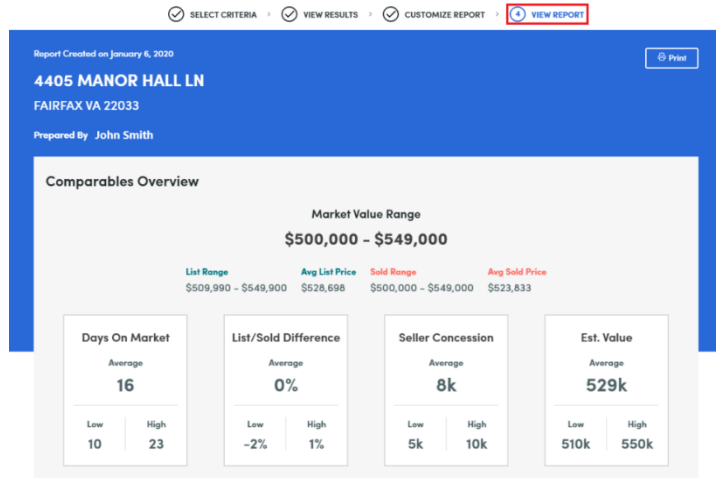 SELECT CRITERIA > VIEW RESULTS > CUSTOMIZE REPORT > 4 VIEW REPORT
Report Created on January 6, 2020
Print
4405 MANOR HALL LN
FAIRFAX VA 22033
Prepared By John Smith
Comparables Overview
Market Value Range
$500,000 - $549,000
List Range Avg List Price Sold Range Avg Sold Price
$509,990 - $549,900 $528,698 $500,000 - $549,000 $523,833
Days On Market
Average
16
Low High
10 23
List/Sold Difference
Average
0%
Low High
-2% 1%
Seller Concession
Average
8k
Low High
5k 10k
Est. Value
Average
529k
Low High
510k 550k